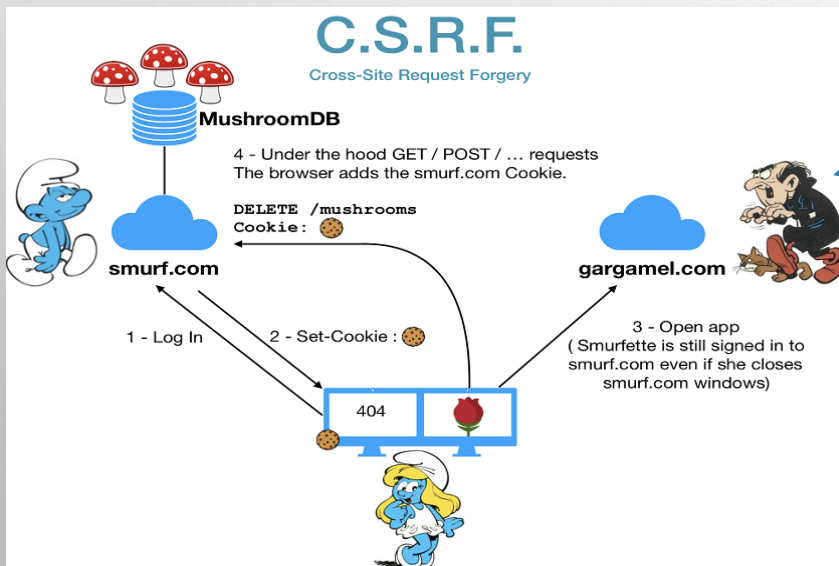 C.S.R.F.
Cross-Site Request Forgery
MushroomDB
4 - Under the hood GET / POST / … requests
The browser adds the smurf.com Cookie.
DELETE /mushrooms
Cookie:
smurf.com
gargamel.com
1 - Log In
2 - Set-Cookie :
3 - Open app
( Smurfette is still signed in to
smurf.com even if she closes
smurf.com windows)
404